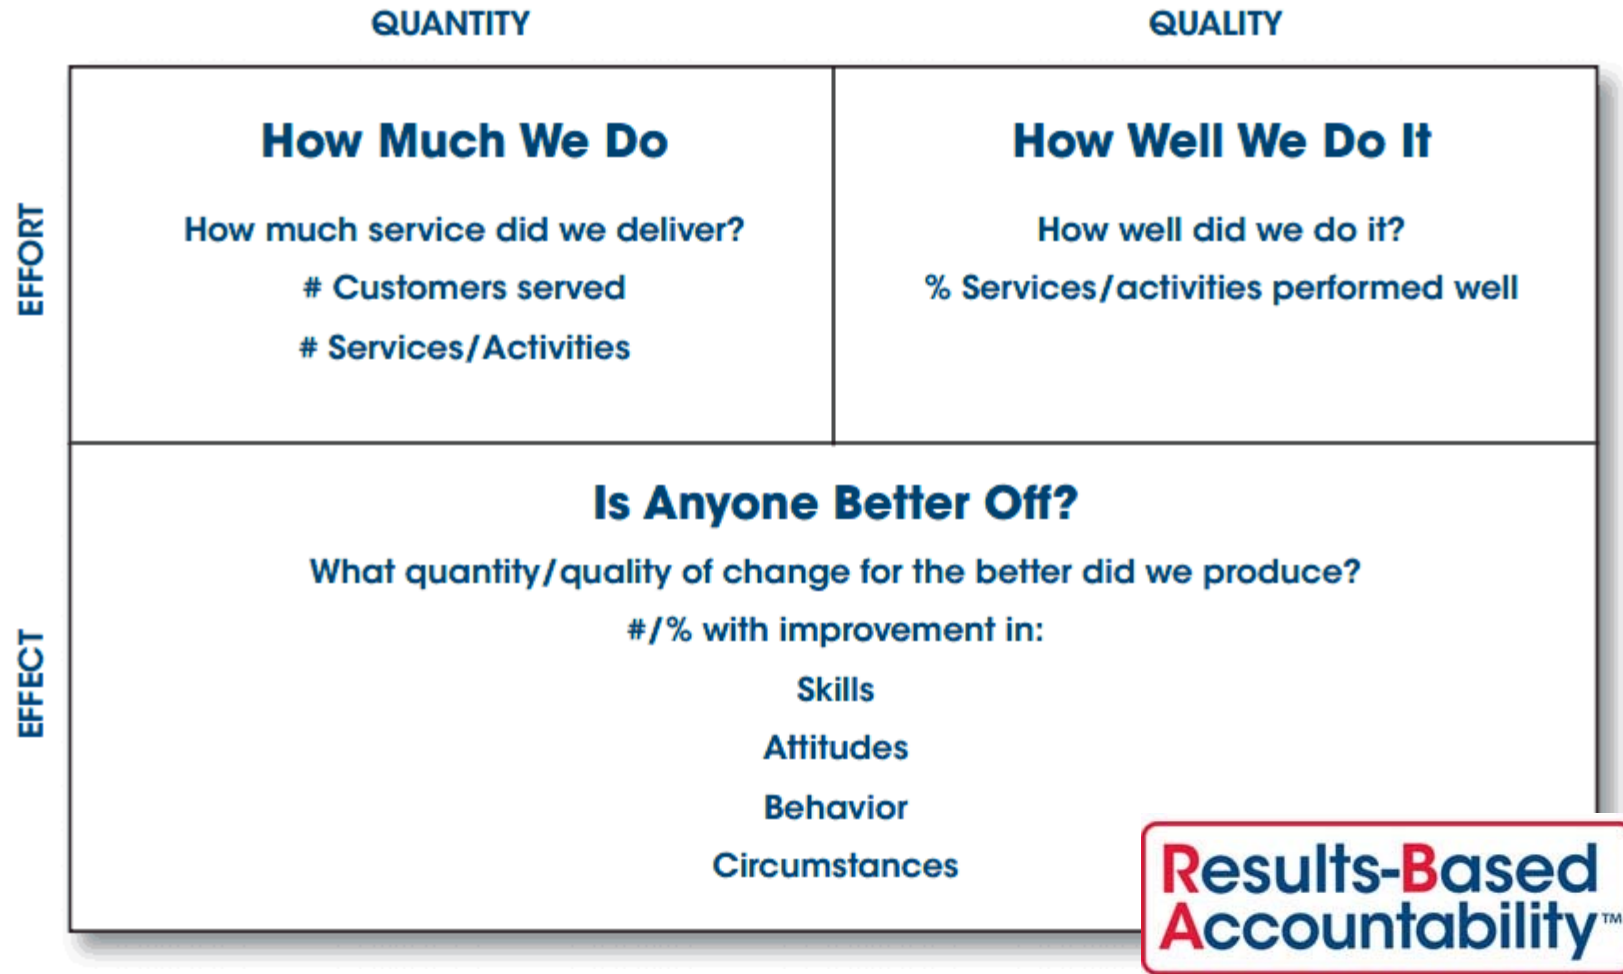 QUANTITY
QUALITY
EFFORT
How Much We Do
How much service did we deliver?
# Customers served
# Services/Activities
How Well We Do It
How well did we do it?
% Services/activities performed well
EFFECT
Is Anyone Better Off?
What quantity/quality of change for the better did we produce?
#/% with improvement in:
Skills
Attitudes
Behavior
Circumstances
Results-Based
Accountability™